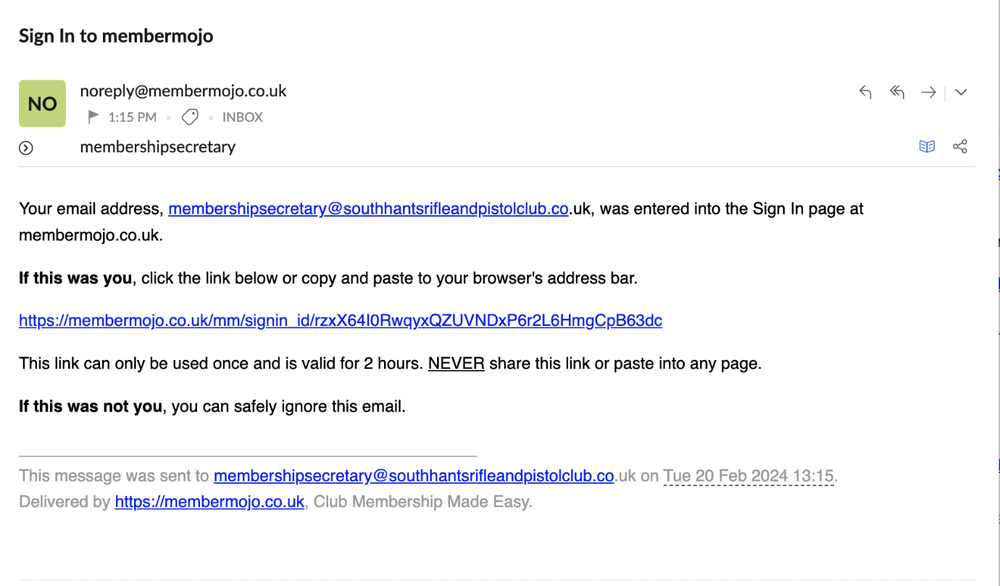 Sign In to membermojo
NO
noreply@membermojo.co.uk
1:15 PM
INBOX
membershipsecretary
Your email address, membershipsecretary@southhantsrifleandpistolclub.co.uk, was entered into the Sign In page at
membermojo.co.uk.
If this was you, click the link below or copy and paste to your browser's address bar.
https://membermojo.co.uk/mm/signin_id/rzxX64I0RwqyxQZUVNDxP6r2L6HmgCpB63dc
This link can only be used once and is valid for 2 hours. NEVER share this link or paste into any page.
If this was not you, you can safely ignore this email.
This message was sent to membershipsecretary@southhantsrifleandpistolclub.co.uk on Tue 20 Feb 2024 13:15.
Delivered by https://membermojo.co.uk, Club Membership Made Easy.